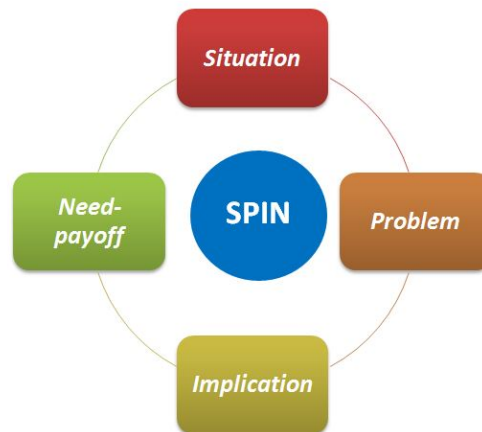 Situation
SPIN
Need-
payoff
Problem
Implication